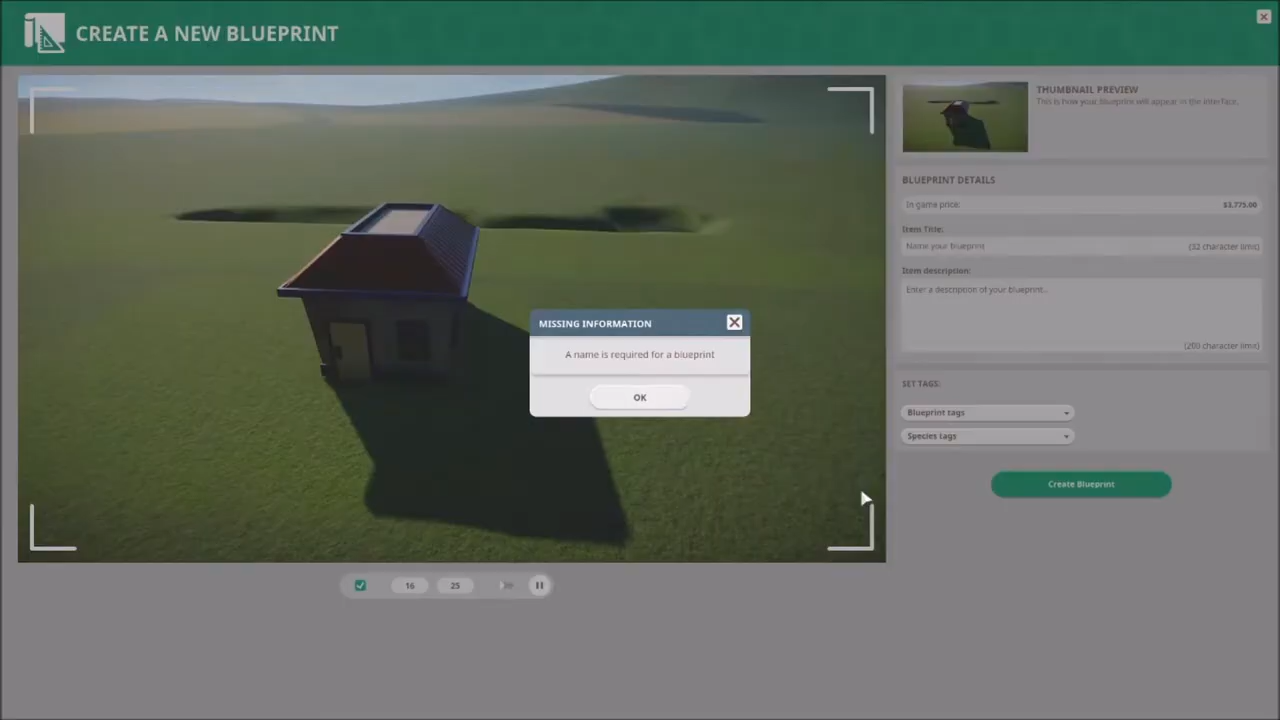 CREATE A NEW BLUEPRINT
THUMBNAIL PREVIEW
This is how your blueprint will appear in the interface.
BLUEPRINT DETAILS
In game price:
$3,775.00
Item Title:
Name your blueprint
(32 character limit)
Item description:
Enter a description of your blueprint...
(200 character limit)
MISSING INFORMATION
A name is required for a blueprint
OK
SET TAGS:
Blueprint tags
Species tags
Create Blueprint
16
25